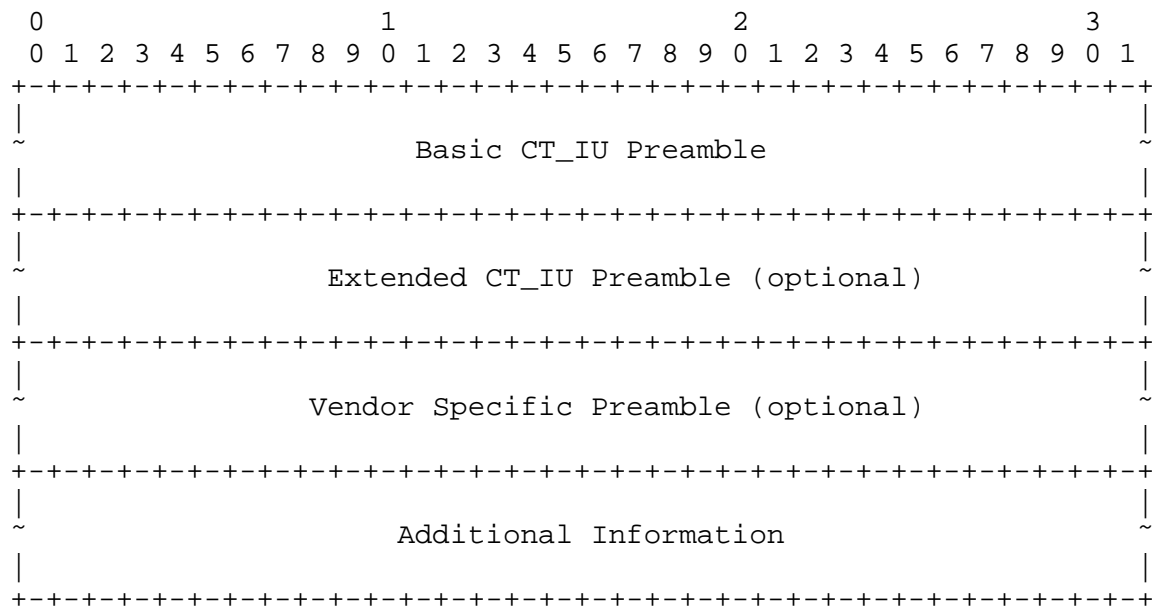 0                   1                   2                   3
 0 1 2 3 4 5 6 7 8 9 0 1 2 3 4 5 6 7 8 9 0 1 2 3 4 5 6 7 8 9 0 1
+-+-+-+-+-+-+-+-+-+-+-+-+-+-+-+-+-+-+-+-+-+-+-+-+-+-+-+-+-+-+-+-+
|                                                               |
~                      Basic CT_IU Preamble                     ~
|                                                               |
+-+-+-+-+-+-+-+-+-+-+-+-+-+-+-+-+-+-+-+-+-+-+-+-+-+-+-+-+-+-+-+-+
|                                                               |
~                 Extended CT_IU Preamble (optional)            ~
|                                                               |
+-+-+-+-+-+-+-+-+-+-+-+-+-+-+-+-+-+-+-+-+-+-+-+-+-+-+-+-+-+-+-+-+
|                                                               |
~                Vendor Specific Preamble (optional)            ~
|                                                               |
+-+-+-+-+-+-+-+-+-+-+-+-+-+-+-+-+-+-+-+-+-+-+-+-+-+-+-+-+-+-+-+-+
|                                                               |
~                     Additional Information                    ~
|                                                               |
+-+-+-+-+-+-+-+-+-+-+-+-+-+-+-+-+-+-+-+-+-+-+-+-+-+-+-+-+-+-+-+-+